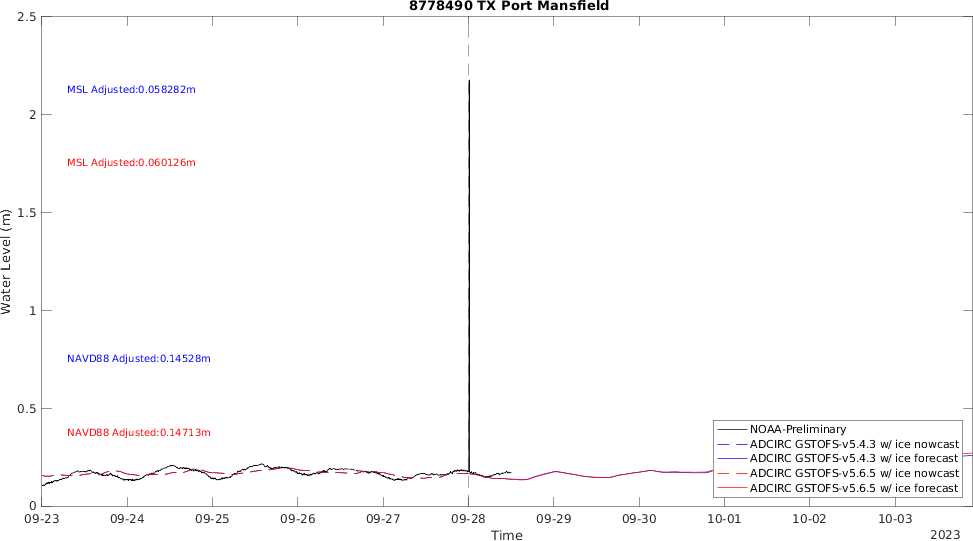 8778490 TX Port Mansfield
2.5
2
1.5
1
0.5
0
Water Level (m)
MSL Adjusted:0.058282m
MSL Adjusted:0.060126m
NAVD88 Adjusted:0.14528m
NAVD88 Adjusted:0.14713m
NOAA-Preliminary
ADCIRC GSTOFS-v5.4.3 w/ ice nowcast
ADCIRC GSTOFS-v5.4.3 w/ ice forecast
ADCIRC GSTOFS-v5.6.5 w/ ice nowcast
ADCIRC GSTOFS-v5.6.5 w/ ice forecast
09-23 09-24 09-25 09-26 09-27 09-28 09-29 09-30 10-01 10-02 10-03
Time
2023